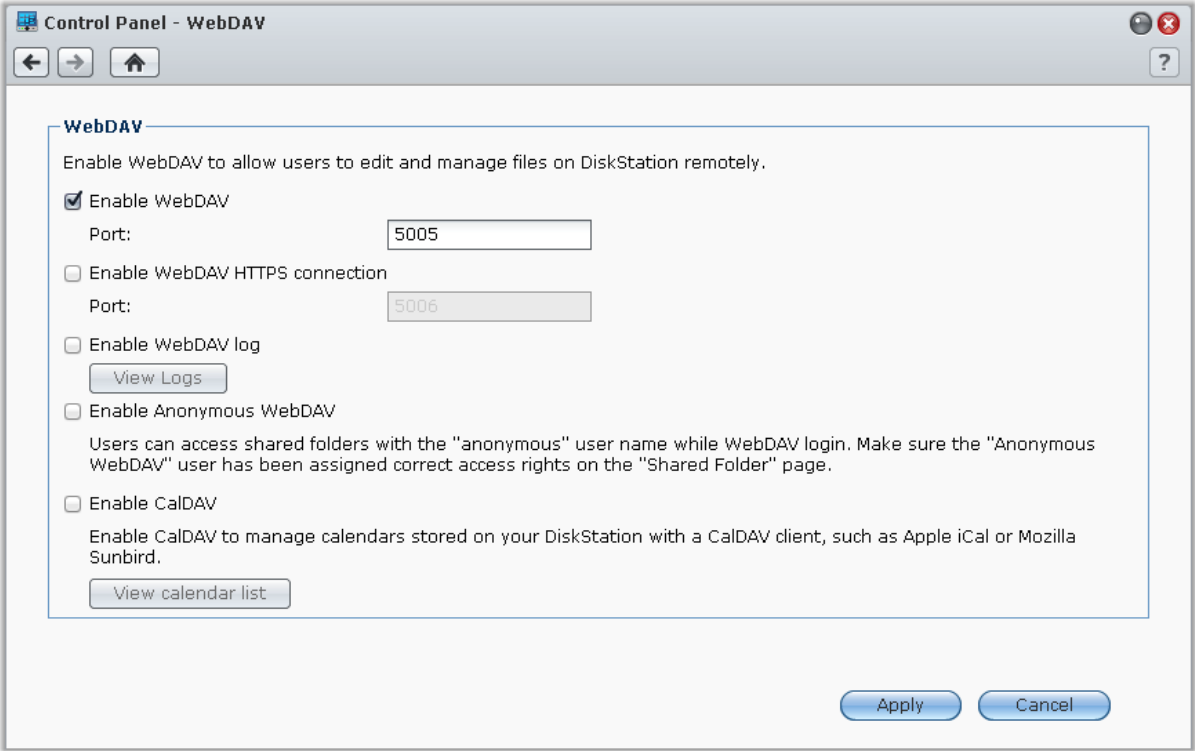 Control Panel - WebDAV
?
WebDAV
Enable WebDAV to allow users to edit and manage files on DiskStation remotely.
Enable WebDAV
Port: 5005
Enable WebDAV HTTPS connection
Port: 5006
Enable WebDAV log
View Logs
Enable Anonymous WebDAV
Users can access shared folders with the "anonymous" user name while WebDAV login. Make sure the "Anonymous
WebDAV" user has been assigned correct access rights on the "Shared Folder" page.
Enable CalDAV
Enable CalDAV to manage calendars stored on your DiskStation with a CalDAV client, such as Apple iCal or Mozilla
Sunbird.
View calendar list
Apply Cancel